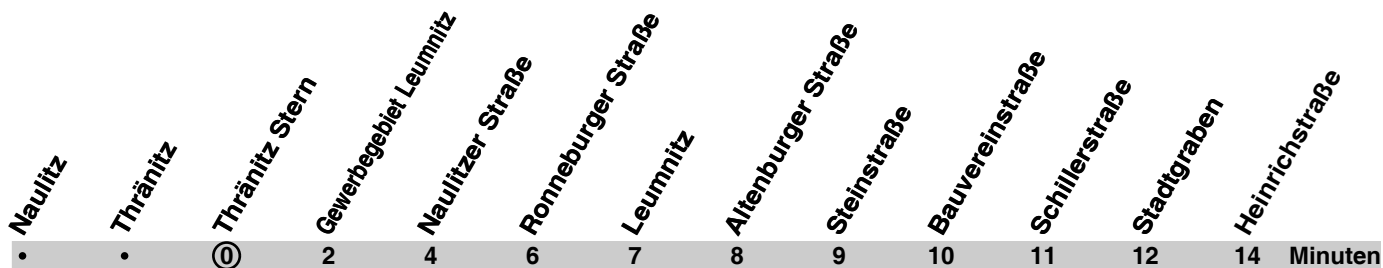 Naulitz
Thränitz
Thränitz Stern
Gewerbegebiet Leumnitz
Naulitzer Straße
Ronneburger Straße
Leumnitz
Altenburger Straße
Steinstraße
Bauvereinstraße
Schillerstraße
Stadtgraben
Heinrichstraße
• • 0 2 4 6 7 8 9 10 11 12 14 Minuten